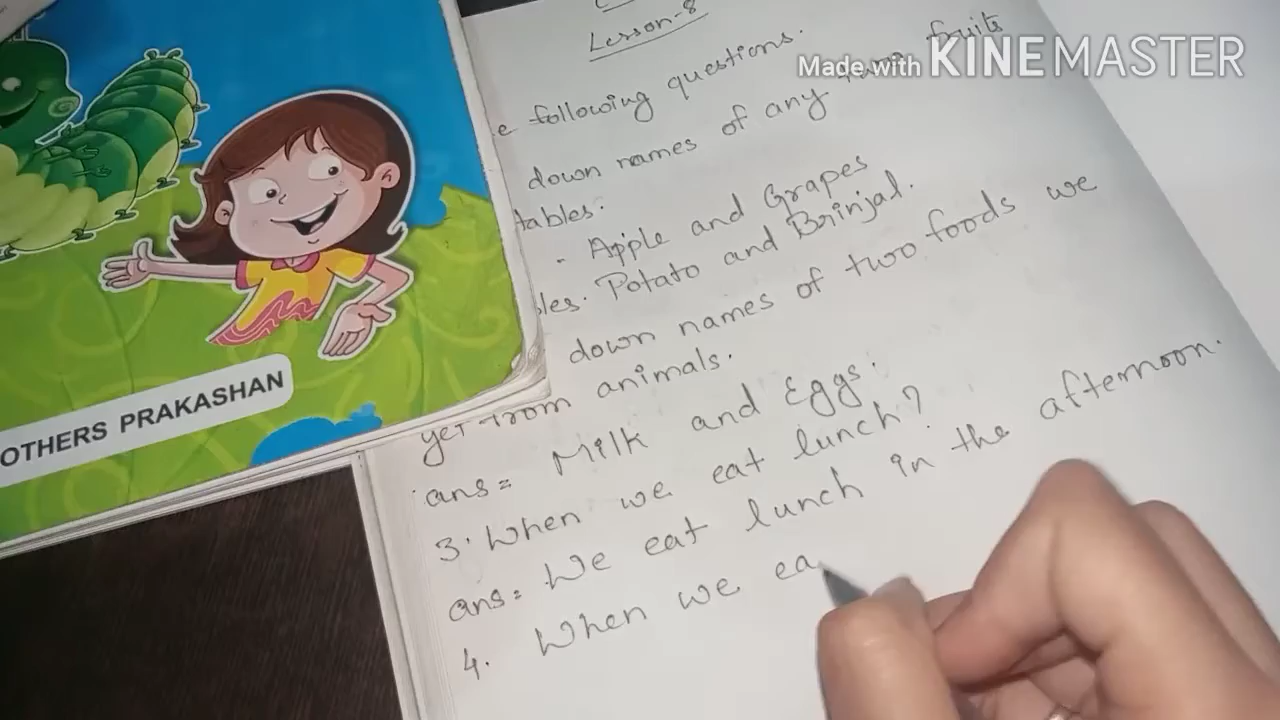 Lesson-8
e following questions.
down names of any fruits
tables.
- Apple and Grapes
bles. Potato and Brinjal.
down names of two foods we
get from animals.
ans = Milk and Eggs.
3. When we eat lunch?
ans = We eat lunch in the afternoon.
4. When we ea
OTHERS PRAKASHAN
Made with KINEMASTER